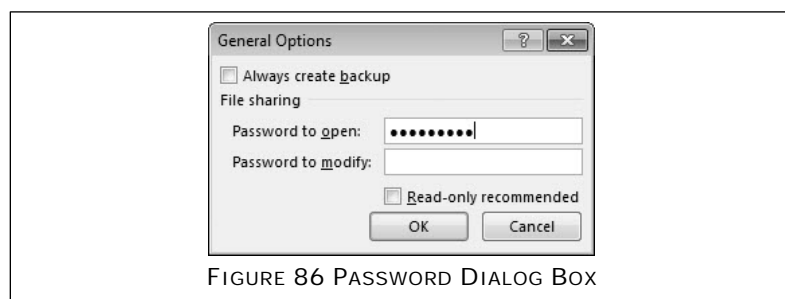 General Options
Always create backup
File sharing
Password to open: •••••••••
Password to modify:
Read-only recommended
OK Cancel
FIGURE 86 PASSWORD DIALOG BOX